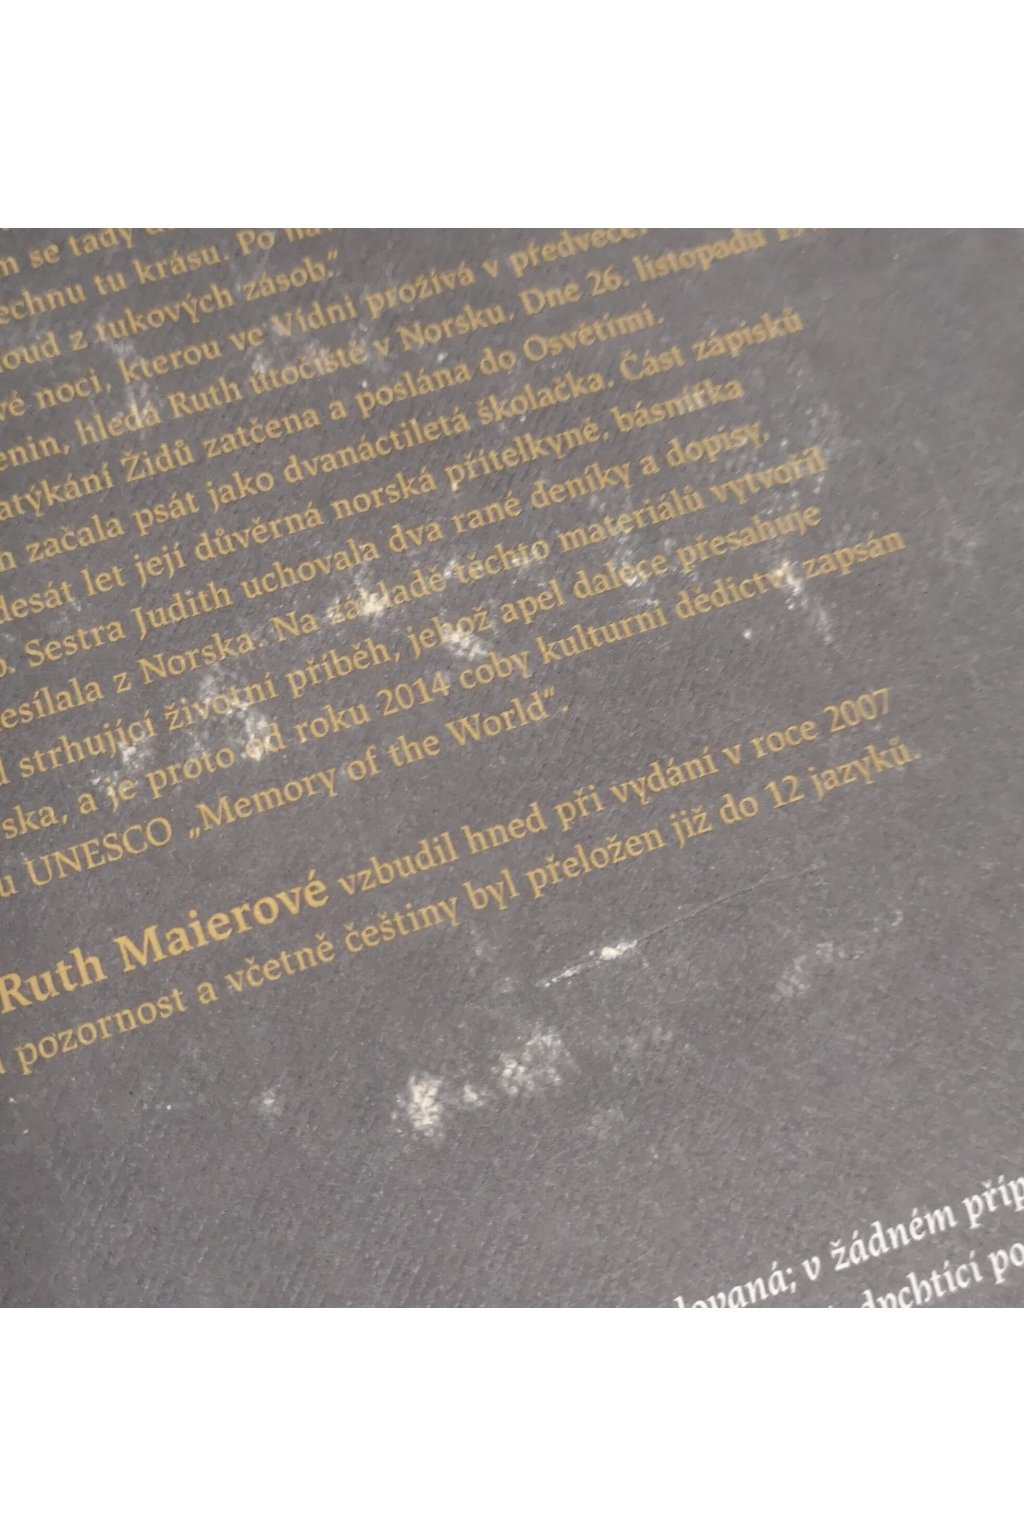 m se tady
echnu tu krásu. Po
oud z tukových zásob.“
vé noci, kterou ve Vídni prožívá v předvečer
enin, hledá Ruth útočiště v Norsku. Dne 26. listopadu
atýkání Židů zatčena a poslána do Osvětimi.
h začala psát jako dvanáctiletá školačka. Část zápisků
desát let její důvěrná norská přítelkyně, básnířka
o. Sestra Judith uchovala dva rané deníky a dopisy,
esílala z Norska. Na základě těchto materiálů vytvořil
l strhující životní příběh, jehož apel dalece přesahuje
ska, a je proto od roku 2014 coby kulturní dědictví zapsán
u UNESCO „Memory of the World“.
Ruth Maierové vzbudil hned při vydání v roce 2007
pozornost a včetně češtiny byl přeložen již do 12 jazyků.
lovaná; v žádném příp
dychtící po